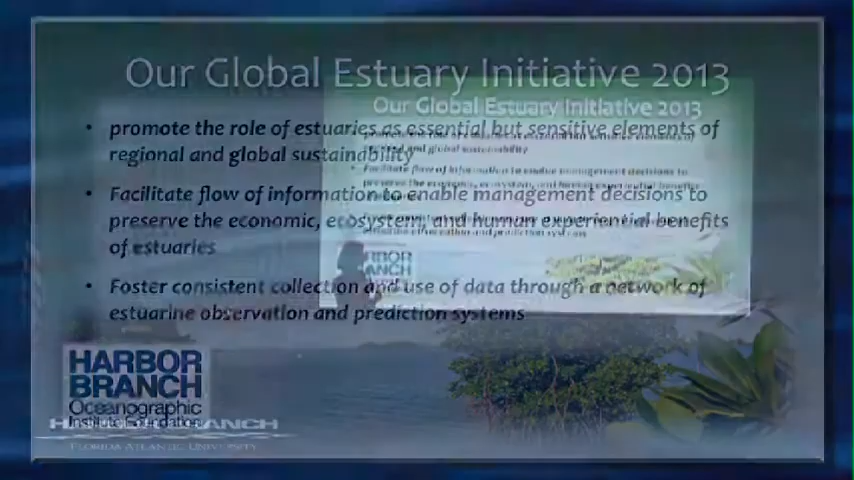 Our Global Estuary Initiative 2013
Our Global Estuary Initiative 2013
• promote the role of estuaries as essential but sensitive elements of
regional and global sustainability
• Facilitate flow of information to enable management decisions to
preserve the economic, ecosystem, and human experiential benefits
of estuaries
• Foster consistent collection and use of data through a network of
estuarine observation and prediction systems
HARBOR
BRANCH
Oceanographic
Institute Foundation
HARBOR BRANCH
FLORIDA ATLANTIC UNIVERSITY